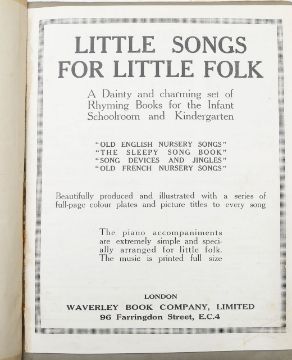 LITTLE SONGS
FOR LITTLE FOLK
A Dainty and charming set of
Rhyming Books for the Infant
Schoolroom and Kindergarten
"OLD ENGLISH NURSERY SONGS"
"THE SLEEPY SONG BOOK"
"SONG DEVICES AND JINGLES"
"OLD FRENCH NURSERY SONGS"
Beautifully produced and illustrated with a series of
full-page colour plates and picture titles to every song
The piano accompaniments
are extremely simple and speci-
ally arranged for little folk.
The music is printed full size
LONDON
WAVERLEY BOOK COMPANY, LIMITED
96 Farringdon Street, E.C.4